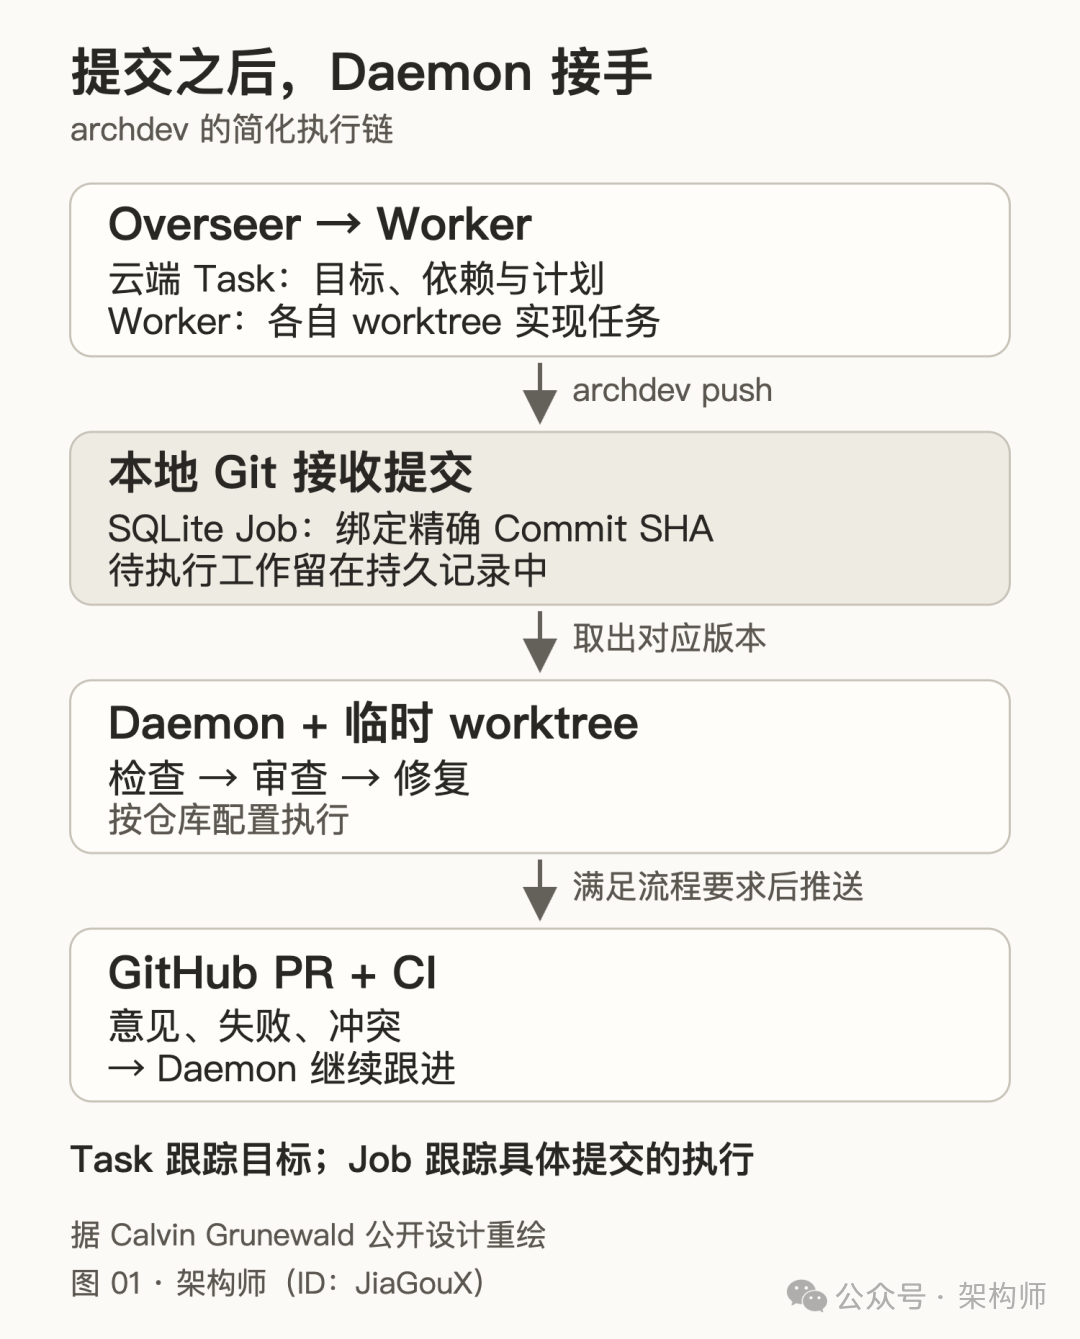 提交之后，Daemon 接手
archdev 的简化执行链
Overseer → Worker
云端 Task：目标、依赖与计划
Worker：各自 worktree 实现任务
archdev push
本地 Git 接收提交
SQLite Job：绑定精确 Commit SHA
待执行工作留在持久记录中
取出对应版本
Daemon + 临时 worktree
检查 → 审查 → 修复
按仓库配置执行
满足流程要求后推送
GitHub PR + CI
意见、失败、冲突
→ Daemon 继续跟进
Task 跟踪目标；Job 跟踪具体提交的执行
据 Calvin Grunewald 公开设计重绘
图 01 · 架构师（ID：JiaGouX）
公众号 · 架构师